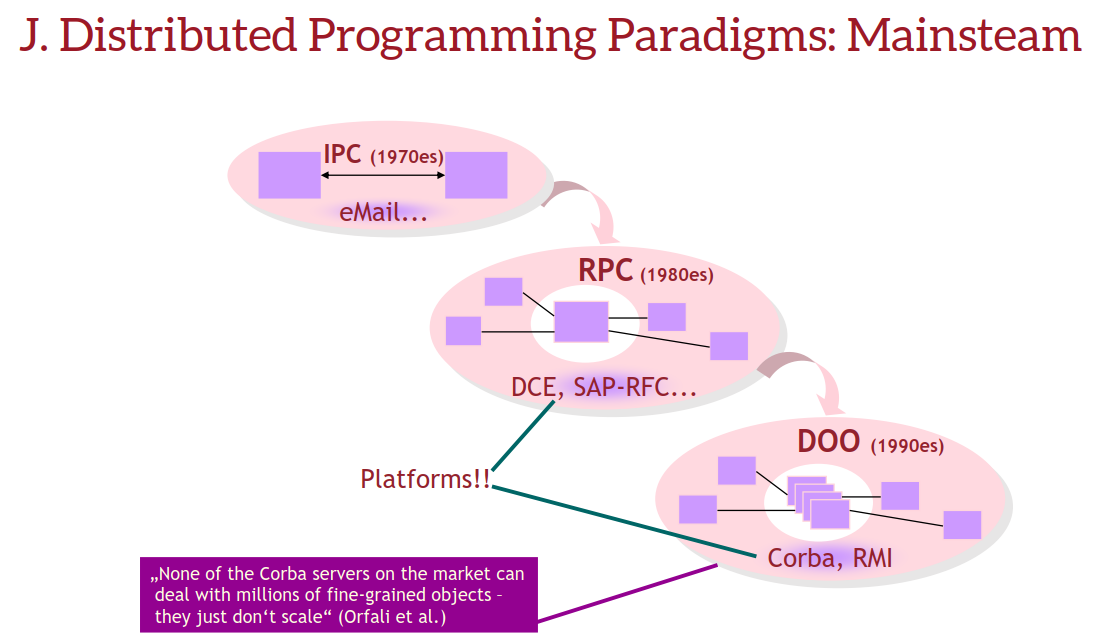 J. Distributed Programming Paradigms: Mainsteam
IPC (1970es)
eMail...
RPC (1980es)
DCE, SAP-RFC...
DOO (1990es)
Platforms!!
Corba, RMI
„None of the Corba servers on the market can
deal with millions of fine-grained objects –
they just don‘t scale“ (Orfali et al.)